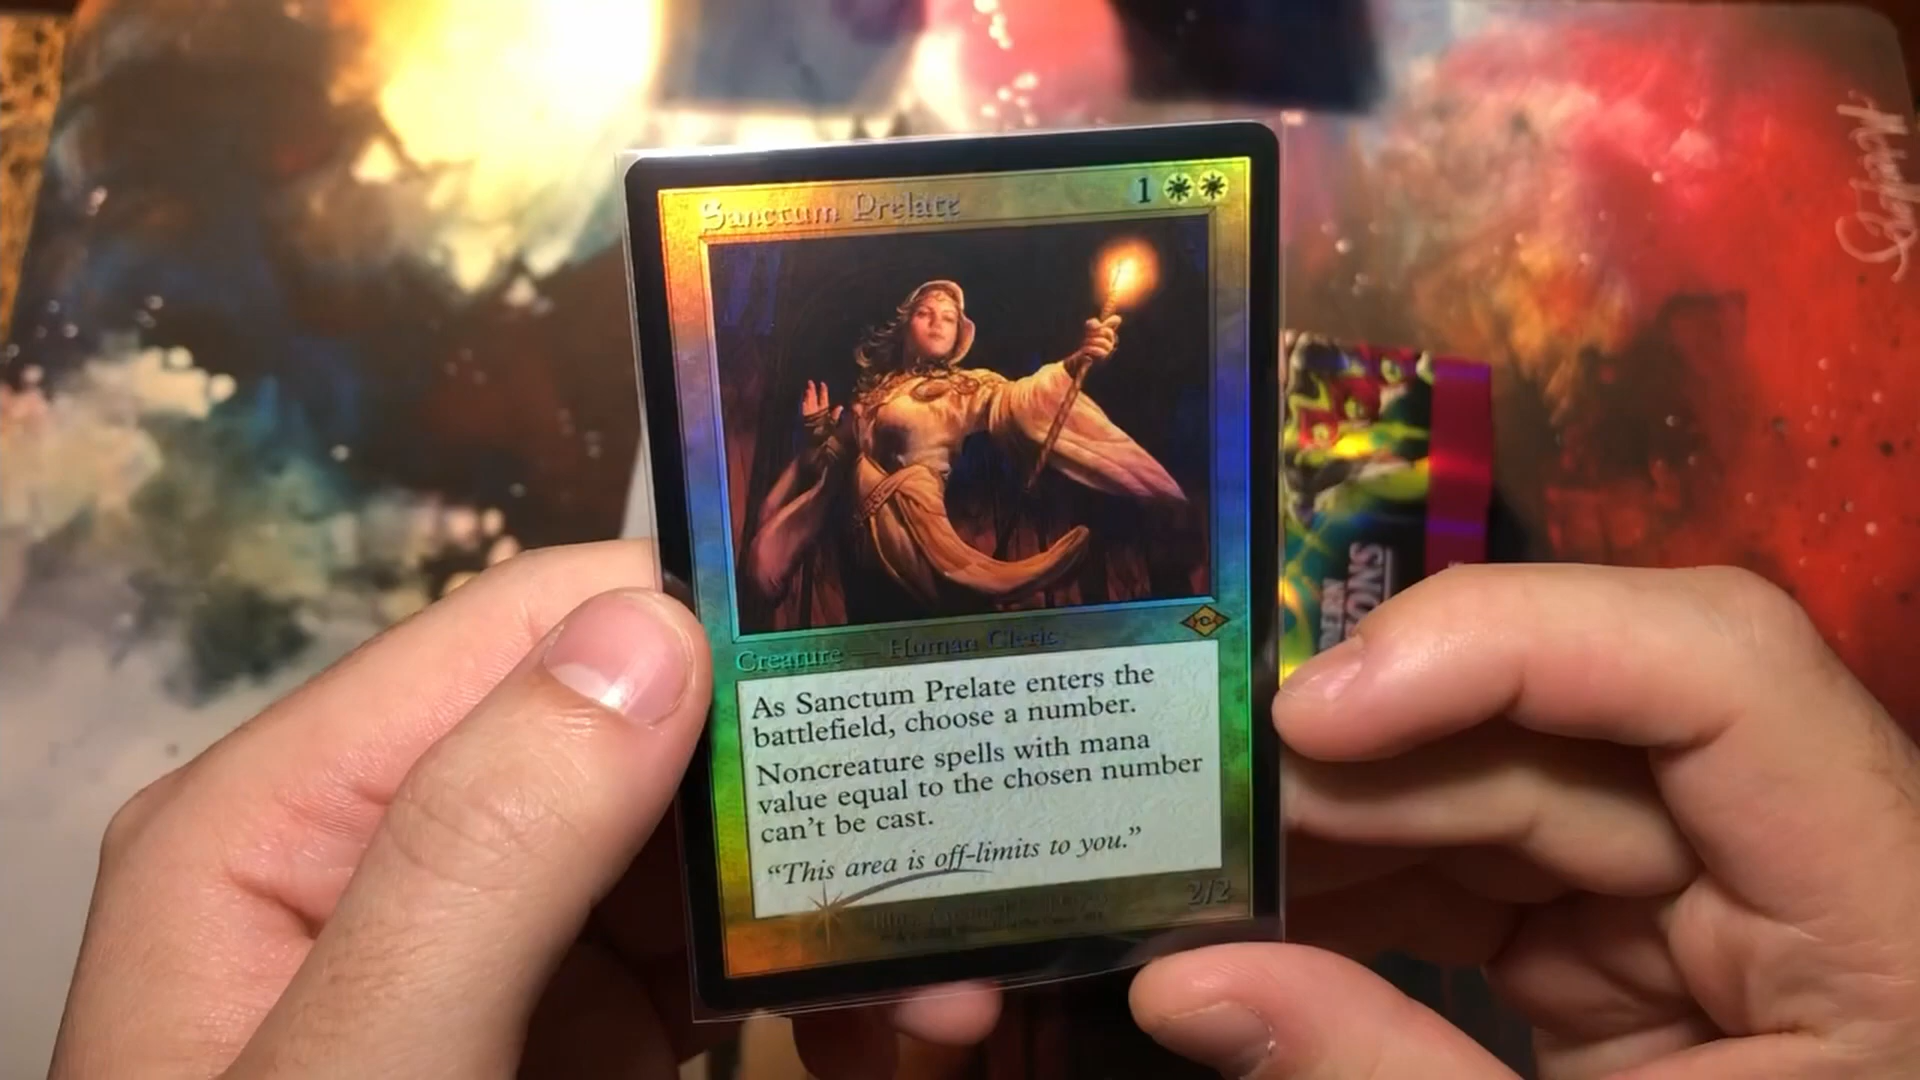 Sanctum Prelate 1
Creature — Human Cleric
As Sanctum Prelate enters the
battlefield, choose a number.
Noncreature spells with mana
value equal to the chosen number
can't be cast.
“This area is off-limits to you.”
2/2